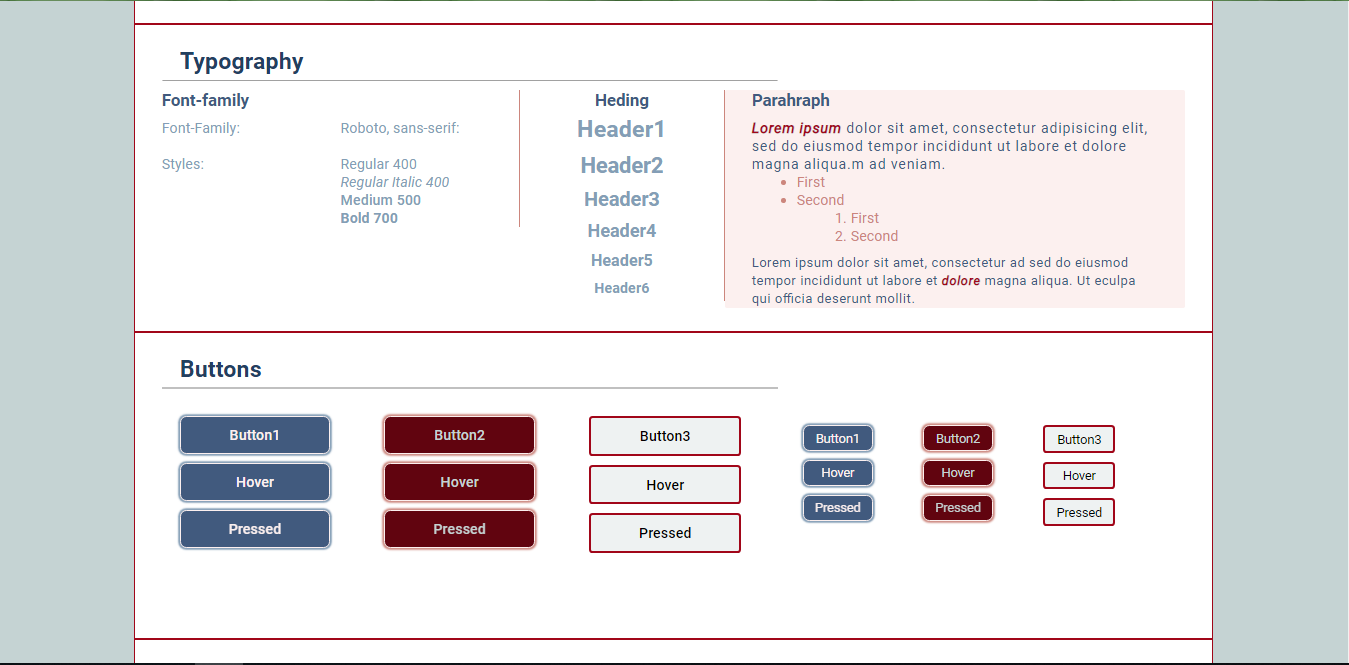 Typography
Font-family
Font-Family:
Roboto, sans-serif:
Styles:
Regular 400
Regular Italic 400
Medium 500
Bold 700
Heding
Header1
Header2
Header3
Header4
Header5
Header6
Parahraph
Lorem ipsum dolor sit amet, consectetur adipisicing elit,
sed do eiusmod tempor incididunt ut labore et dolore
magna aliqua.m ad veniam.
• First
• Second
1. First
2. Second
Lorem ipsum dolor sit amet, consectetur ad sed do eiusmod
tempor incididunt ut labore et dolore magna aliqua. Ut eculpa
qui officia deserunt mollit.
Buttons
Button1
Hover
Pressed
Button2
Hover
Pressed
Button3
Hover
Pressed
Button1
Hover
Pressed
Button2
Hover
Pressed
Button3
Hover
Pressed